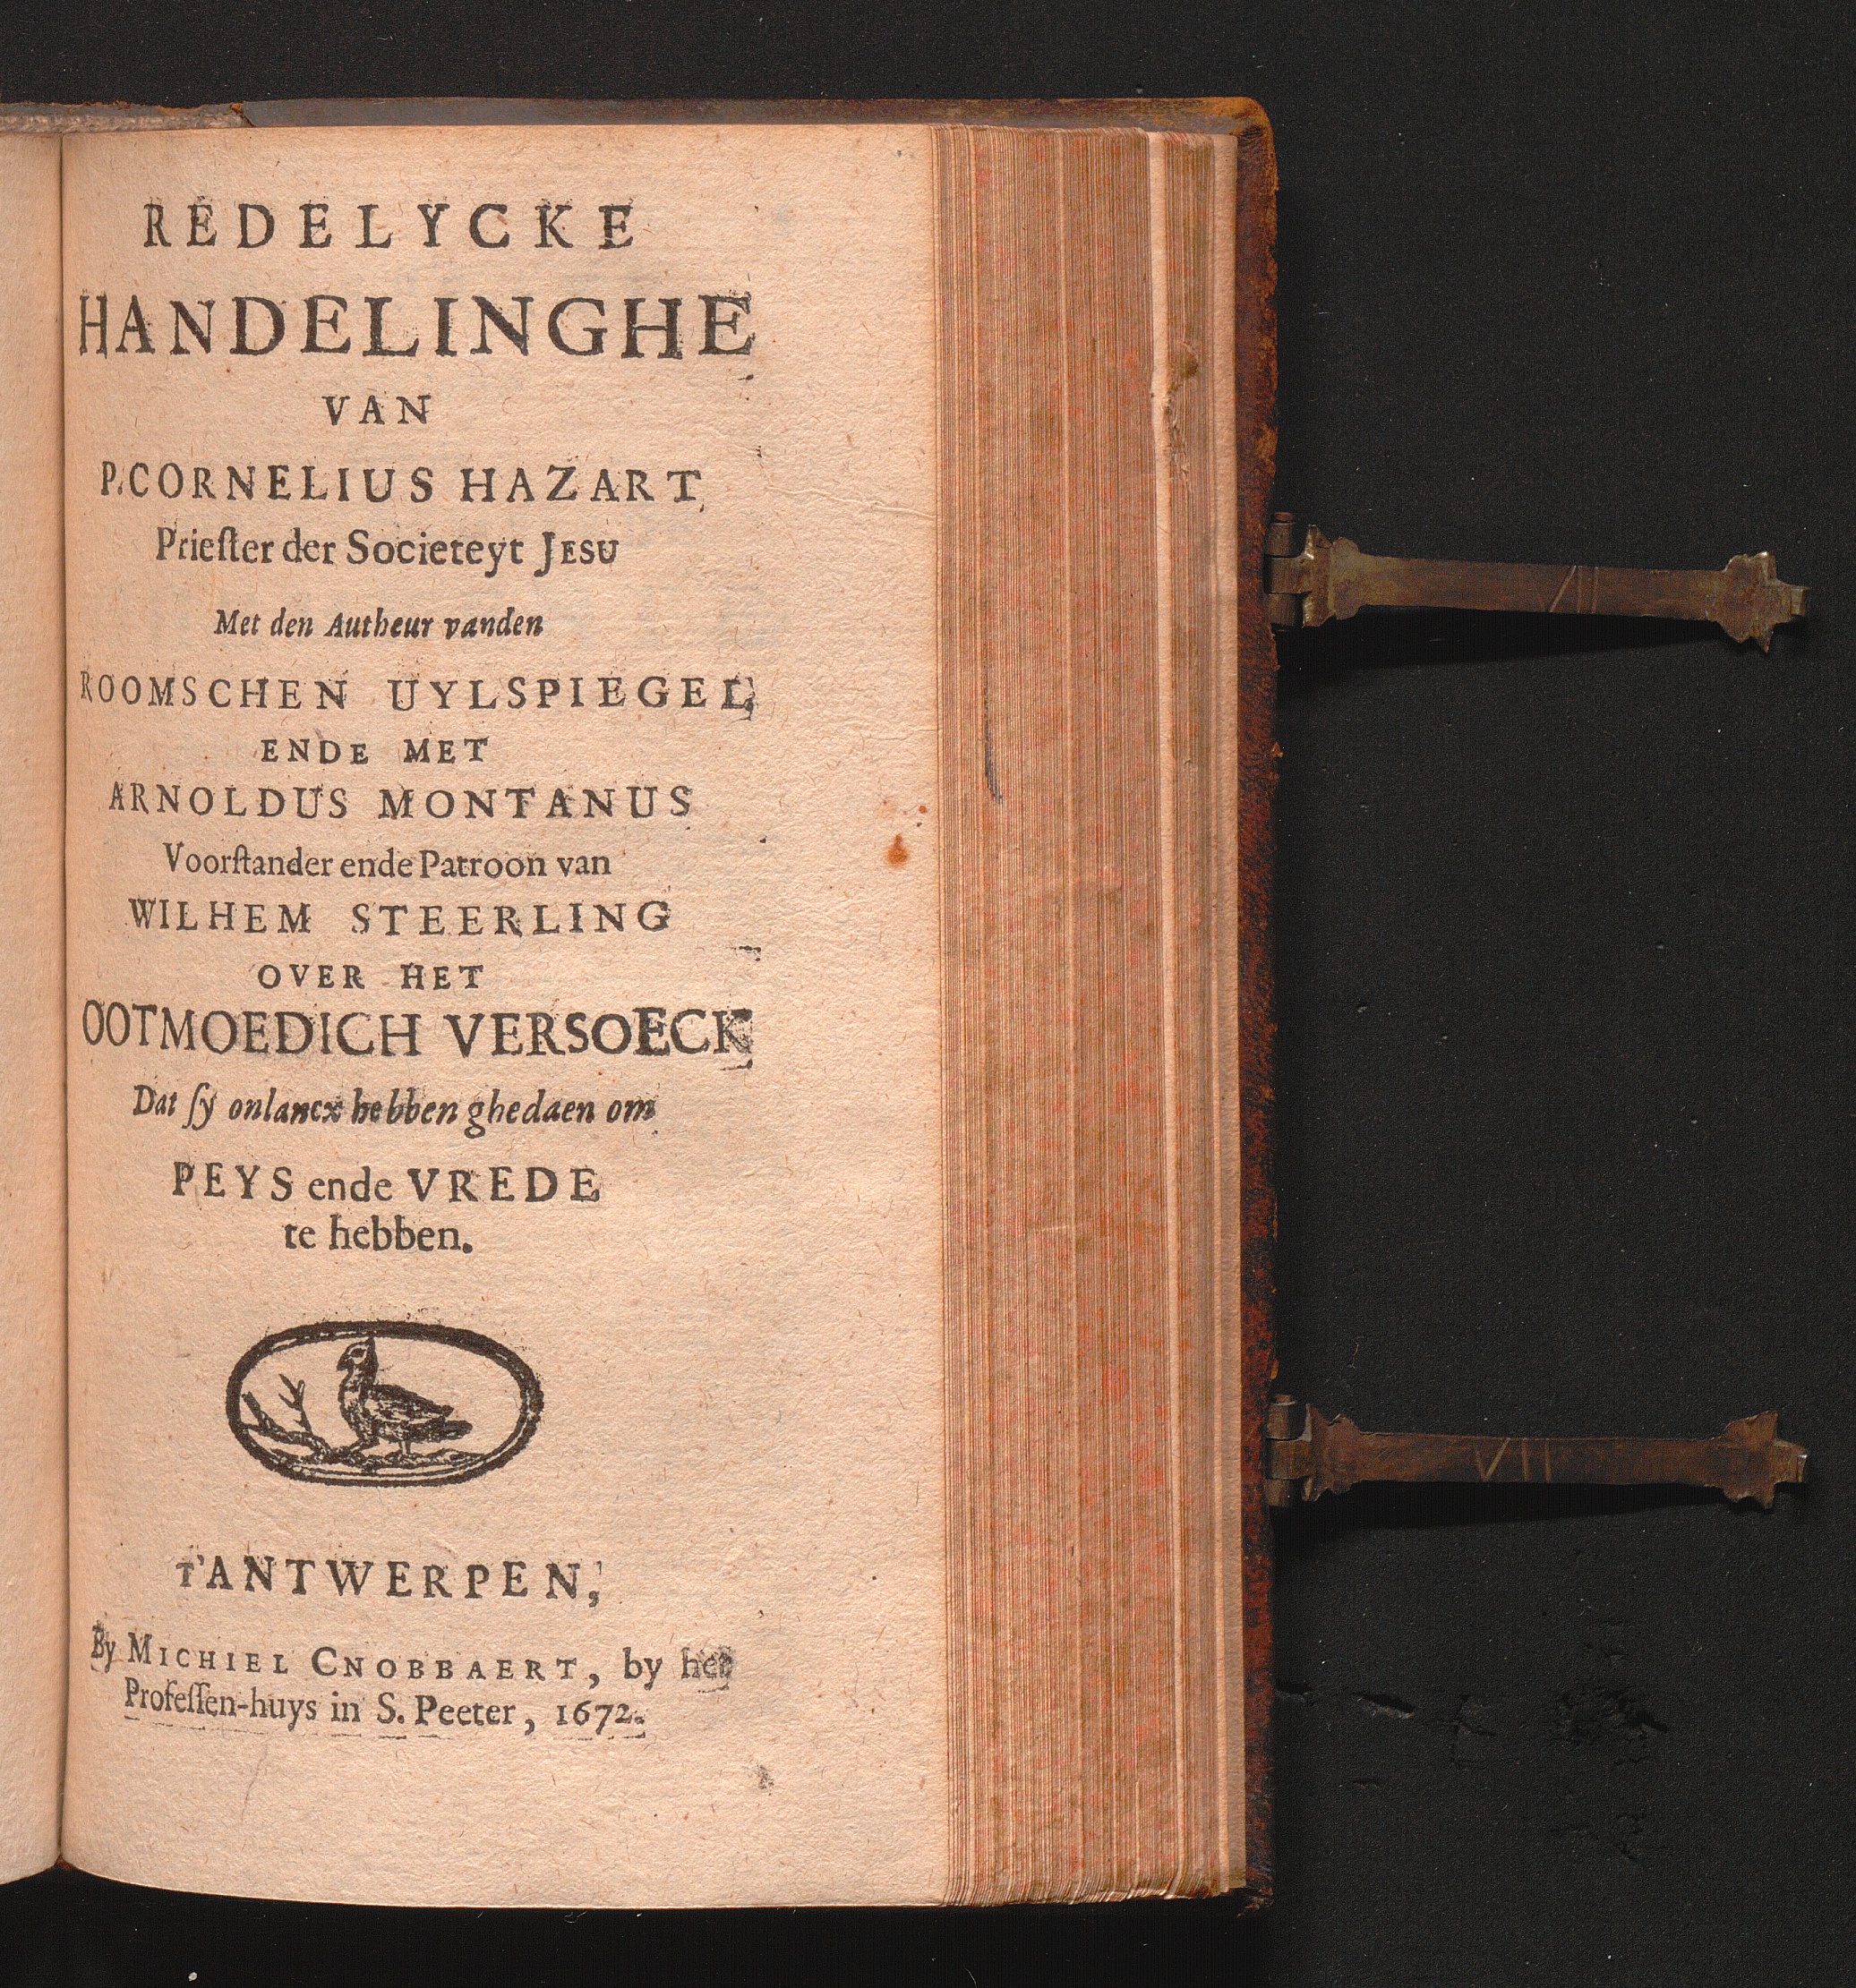 REDELYCKE
HANDELINGHE
VAN
P. CORNELIUS HAZART
Prieſter der Societeyt JESU
Met den Autheur vanden
ROOMSCHEN UYLSPIEGEL,
ENDE MET
ARNOLDUS MONTANUS
Voorſtander ende Patroon van
WILHEM STEERLING
OVER HET
OOTMOEDICH VERSOECK
Dat ſy onlancx hebben ghedaen om
PEYS ende VREDE
te hebben.
T'ANTWERPEN,
By MICHIEL CNOBBAERT, by het
Profeſſen-huys in S. Peeter, 1672.
VII
VII